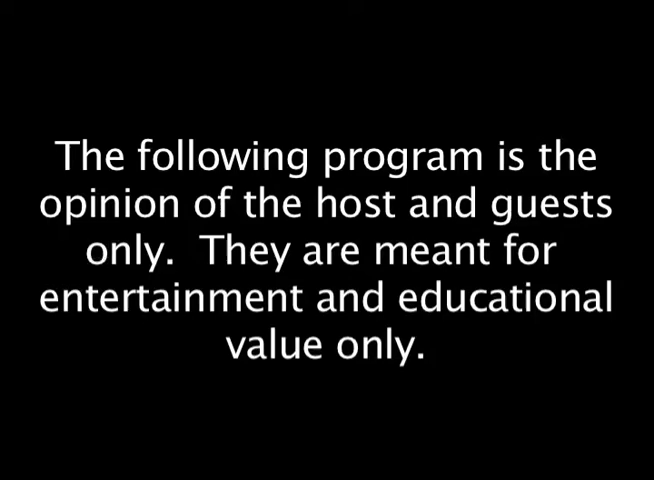 The following program is the
opinion of the host and guests
only.  They are meant for
entertainment and educational
value only.